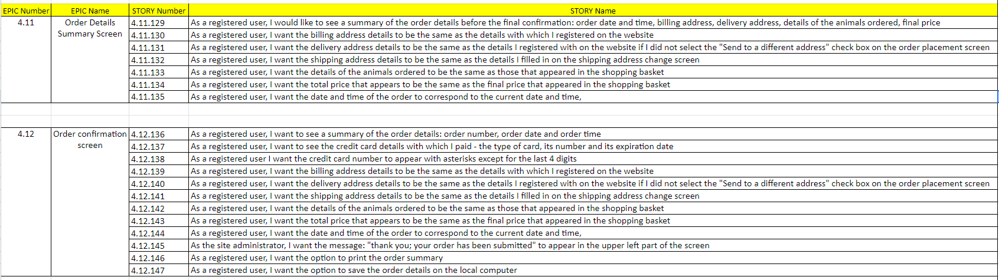 EPIC Number EPIC Name STORY Number STORY Name
4.11 Order Details Summary Screen 4.11.129 As a registered user, I would like to see a summary of the order details before the final confirmation: order date and time, billing address, delivery address, details of the animals ordered, final price
4.11.130 As a registered user, I want the billing address details to be the same as the details with which I registered on the website
4.11.131 As a registered user, I want the delivery address details to be the same as the details I registered with on the website if I did not select the "Send to a different address" check box on the order placement screen
4.11.132 As a registered user, I want the shipping address details to be the same as the details I filled in on the shipping address change screen
4.11.133 As a registered user, I want the details of the animals ordered to be the same as those that appeared in the shopping basket
4.11.134 As a registered user, I want the total price that appears to be the same as the final price that appeared in the shopping basket
4.11.135 As a registered user, I want the date and time of the order to correspond to the current date and time,
4.12 Order confirmation screen 4.12.136 As a registered user, I want to see a summary of the order details: order number, order date and order time
4.12.137 As a registered user, I want to see the credit card details with which I paid - the type of card, its number and its expiration date
4.12.138 As a registered user I want the credit card number to appear with asterisks except for the last 4 digits
4.12.139 As a registered user, I want the billing address details to be the same as the details with which I registered on the website
4.12.140 As a registered user, I want the delivery address details to be the same as the details I registered with on the website if I did not select the "Send to a different address" check box on the order placement screen
4.12.141 As a registered user, I want the shipping address details to be the same as the details I filled in on the shipping address change screen
4.12.142 As a registered user, I want the details of the animals ordered to be the same as those that appeared in the shopping basket
4.12.143 As a registered user, I want the total price that appears to be the same as the final price that appeared in the shopping basket
4.12.144 As a registered user, I want the date and time of the order to correspond to the current date and time,
4.12.145 As the site administrator, I want the message: "thank you; your order has been submitted" to appear in the upper left part of the screen
4.12.146 As a registered user, I want the option to print the order summary
4.12.147 As a registered user, I want the option to save the order details on the local computer